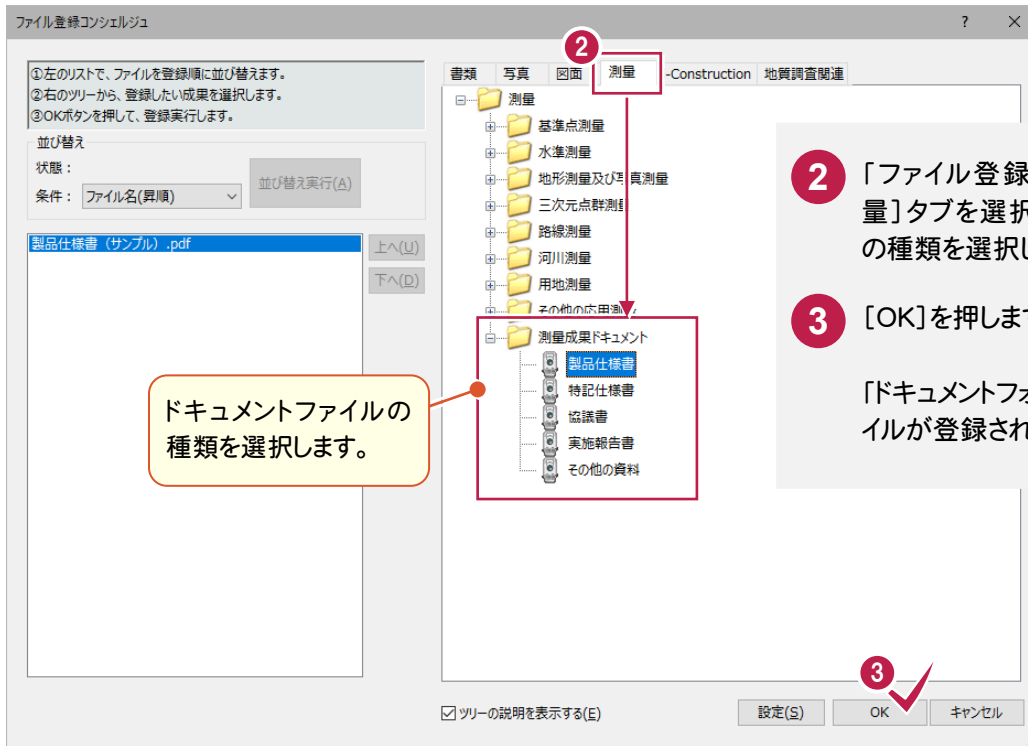 ファイル登録コンシェルジュ
? ×
①左のリストで、ファイルを登録順に並び替えます。
②右のツリーから、登録したい成果を選択します。
③OKボタンを押して、登録実行します。
並び替え
状態：
条件：
ファイル名(昇順)
並び替え実行(A)
製品仕様書（サンプル）.pdf
上へ(U)
下へ(D)
ドキュメントファイルの
種類を選択します。
2
書類 写真 図面 測量 -Construction 地質調査関連
測量
基準点測量
水準測量
地形測量及び写真測量
三次元点群測量
路線測量
河川測量
用地測量
その他の応用測
測量成果ドキュメント
製品仕様書
特記仕様書
協議書
実施報告書
その他の資料
2
「ファイル登録
量］タブを選択
の種類を選択し
3
［OK］を押しま
「ドキュメントフォ
イルが登録され
3
ツリーの説明を表示する(E)
設定(S)
OK
キャンセル